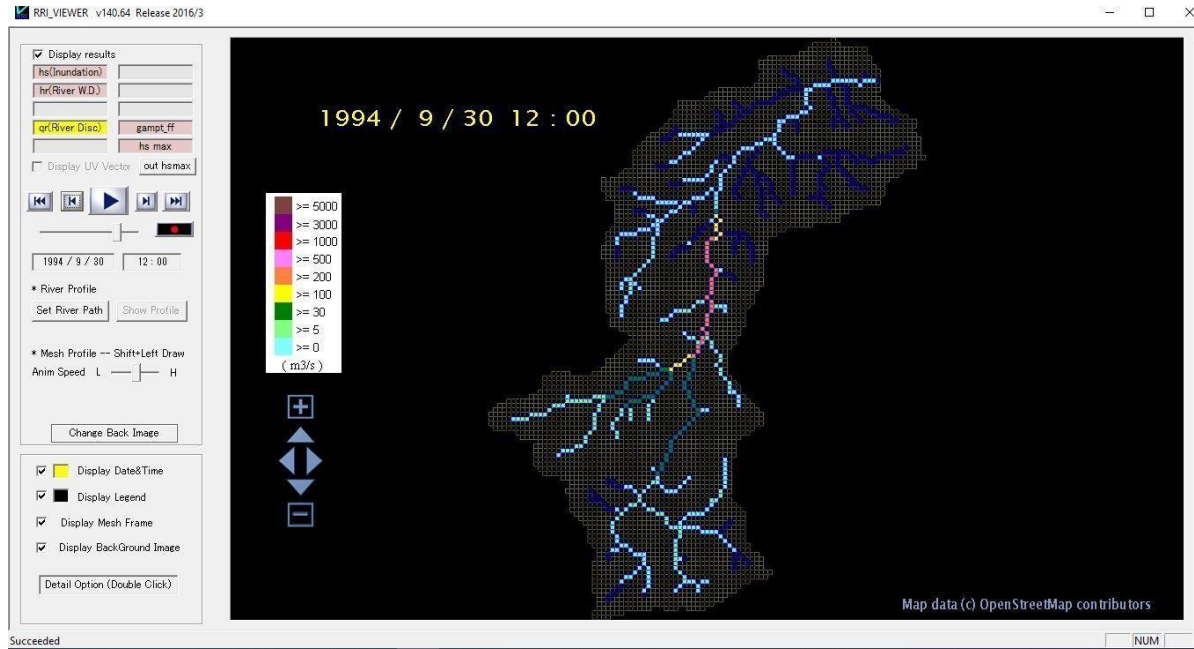 RRI_VIEWER v140.64 Release 2016/3
Display results
hs(Inundation)
hr(River W.D.)
qr(River Disc) gampt_ff
hs max
Display UV Vector out hsmax
1994 / 9 / 30 12 : 00
* River Profile
Set River Path Show Profile
* Mesh Profile -- Shift+Left Draw
Anim Speed L H
Change Back Image
Display Date&Time
Display Legend
Display Mesh Frame
Display BackGround Image
Detail Option (Double Click)
1994 / 9 / 30 12 : 00
>= 5000
>= 3000
>= 1000
>= 500
>= 200
>= 100
>= 30
>= 5
>= 0
( m3/s )
Map data (c) OpenStreetMap contributors
Succeeded NUM